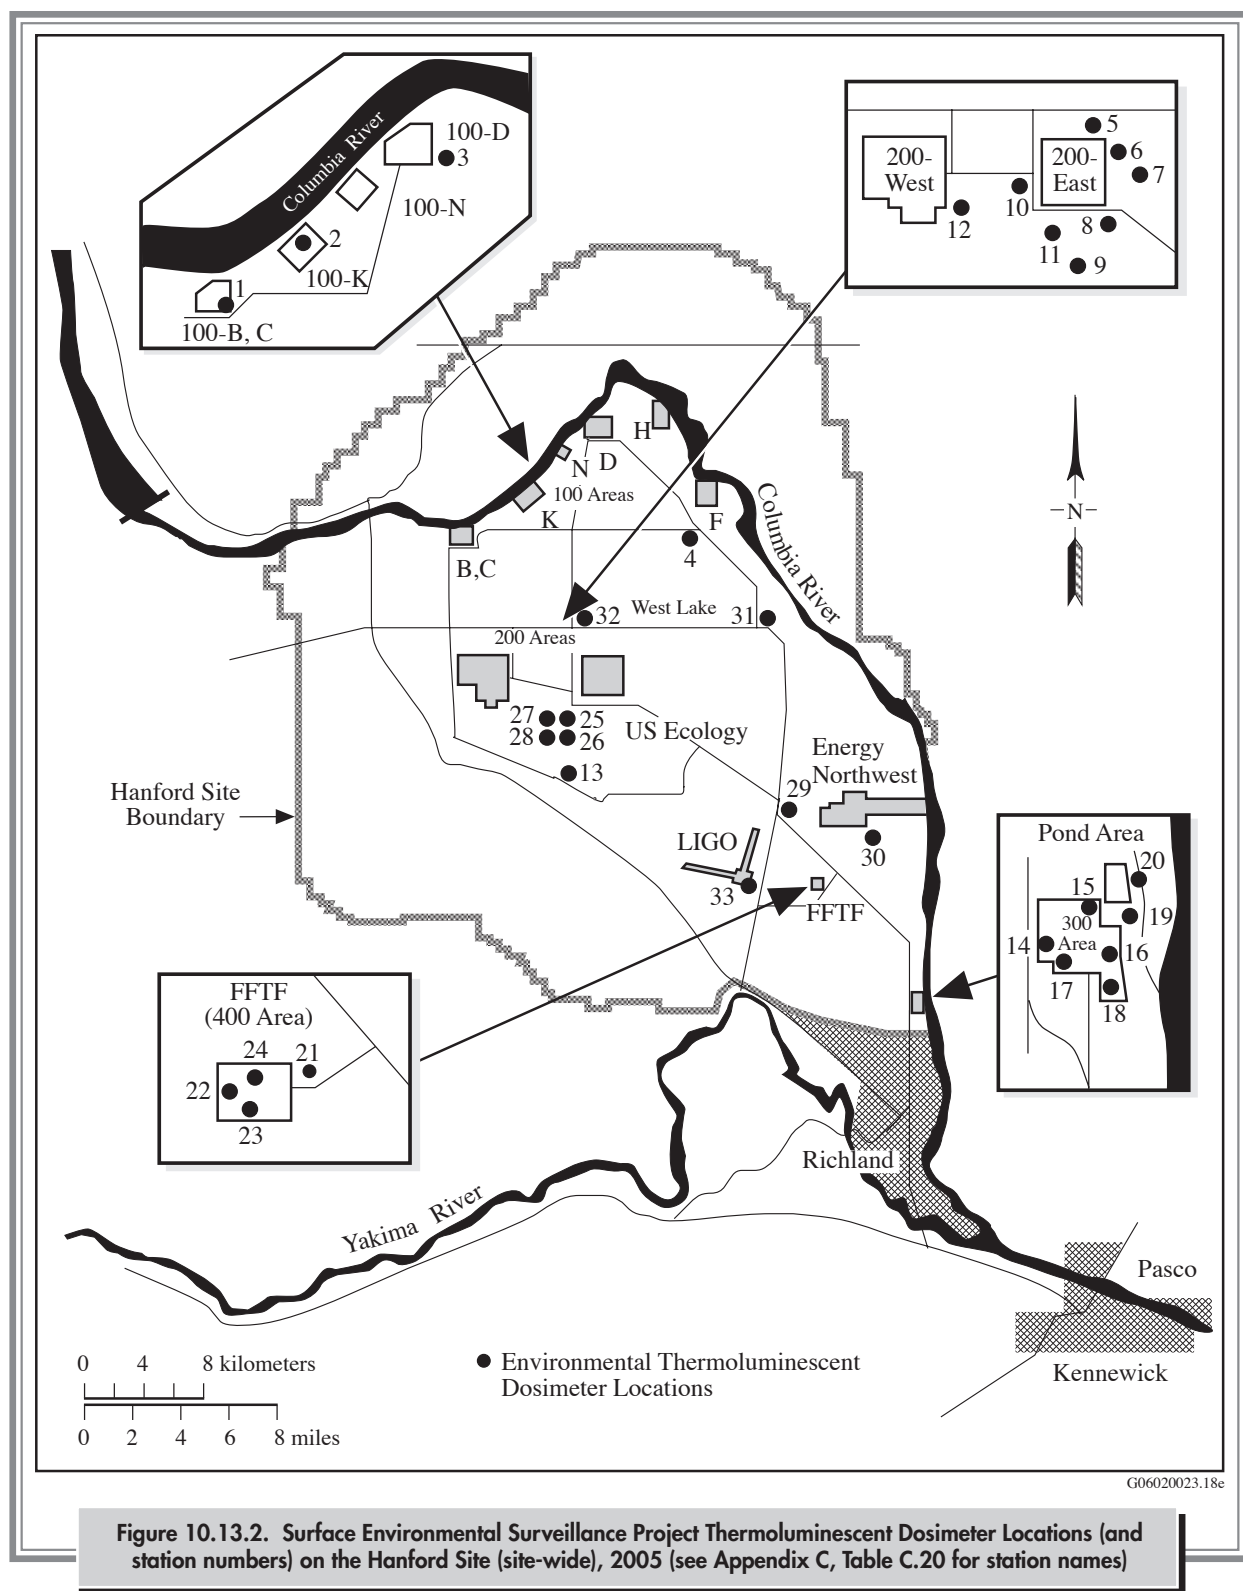 Columbia River
100-D
3
100-N
2
100-K
1
100-B, C
5
200-
West
200-
East
6
7
10
12
8
11
9
H
N
D
100 Areas
K
F
B,C
4
Columbia River
N
32
West Lake
31
200 Areas
27
25
28
26
US Ecology
13
Energy
Northwest
29
30
Hanford Site
Boundary
LIGO
33
FFTF
Pond Area
20
15
19
300
Area
14
16
17
18
FFTF
(400 Area)
24
21
22
23
Richland
Yakima River
Pasco
Kennewick
0 4 8 kilometers
0 2 4 6 8 miles
Environmental Thermoluminescent
Dosimeter Locations
G06020023.18e
Figure 10.13.2. Surface Environmental Surveillance Project Thermoluminescent Dosimeter Locations (and
station numbers) on the Hanford Site (site-wide), 2005 (see Appendix C, Table C.20 for station names)